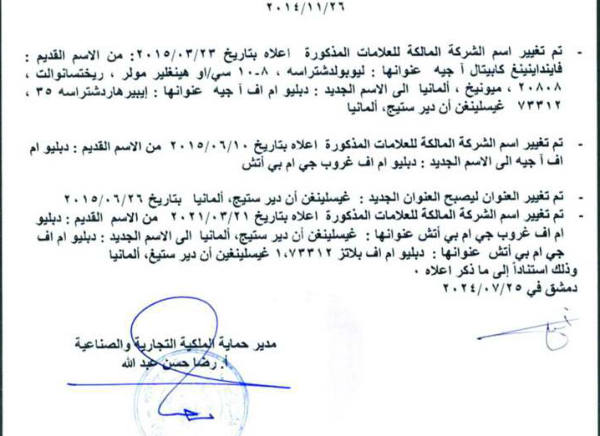 ٢٠١٤/١١/٢٦
- تم تغيير اسم الشركة المالكة للعلامات المذكورة اعلاه بتاريخ ٢٠١٥/٠٣/٢٣: من الاسم القديم :
فاينداينينغ كابيتال آ جيه عنوانها : ليوبولدشتراسه ، ٨-١٠ سي/او هينغلير مولر ، ريختسانوالت ،
٢٠٨٠٨ ، ميونيخ ، ألمانيا الى الاسم الجديد : دبليو ام اف آ جيه عنوانها : إيبيرهاردشتراسه ٣٥ ،
٧٣٣١٢ غيسلينغن أن دير ستيج، ألمانيا
- تم تغيير اسم الشركة المالكة للعلامات المذكورة اعلاه بتاريخ ٢٠١٥/٠٦/١٠ من الاسم القديم : دبليو ام
اف آ جيه الى الاسم الجديد : دبليو ام اف غروب جي ام بي أتش
- تم تغيير العنوان ليصبح العنوان الجديد : غيسلينغن أن دير ستيج، ألمانيا بتاريخ ٢٠١٥/٠٦/٢٦
- تم تغيير اسم الشركة المالكة للعلامات المذكورة اعلاه بتاريخ ٢٠٢١/٠٣/٢١ من الاسم القديم : دبليو
ام اف غروب جي ام بي أتش عنوانها : غيسلينغن أن دير ستيج، ألمانيا الى الاسم الجديد : دبليو ام اف
جي ام بي أتش عنوانها : دبليو ام اف بلاتز ١،٧٣٣١٢ غيسلينغين أن دير ستيغ، ألمانيا
وذلك استناداً إلى ما ذكر اعلاه .
دمشق في ٢٠٢٤/٠٧/٢٥
مدير حماية الملكية التجارية والصناعية
أ. رضا حسن عبد الله